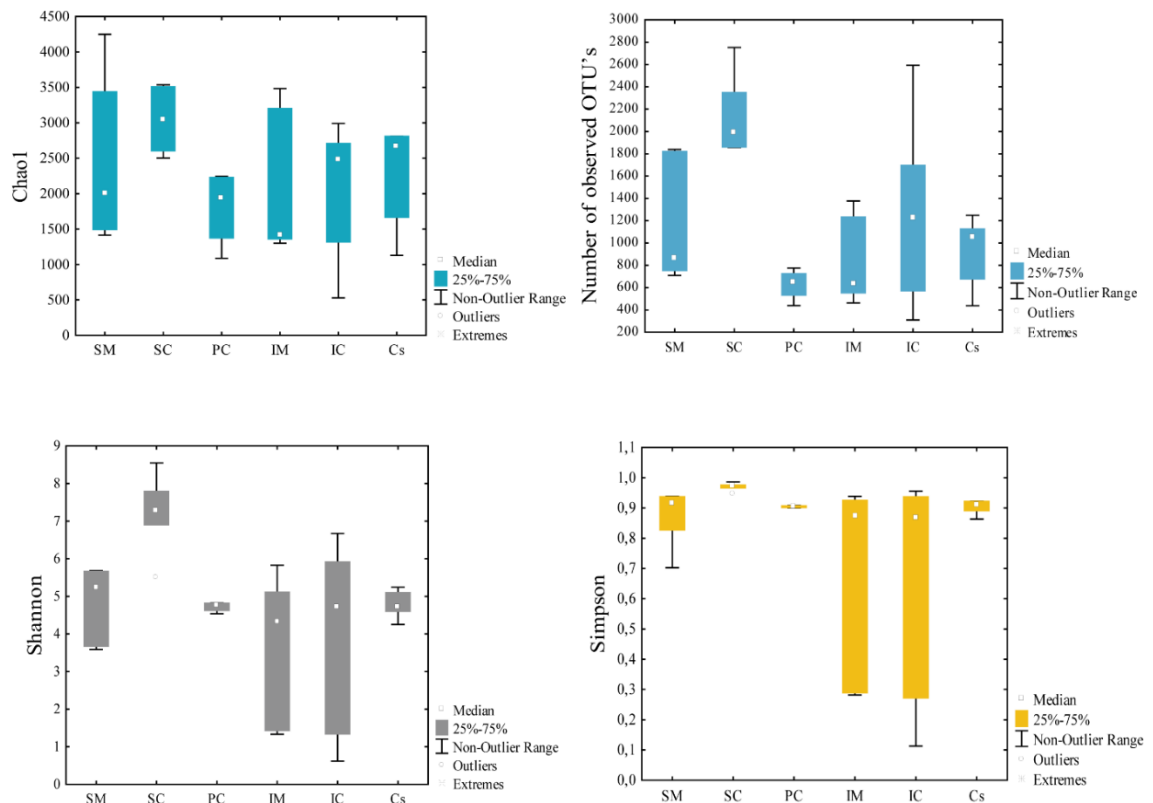 Chao1
4500
4000
3500
3000
2500
2000
1500
1000
500
0
SM SC PC IM IC Cs
Median
25%-75%
Non-Outlier Range
Outliers
Extremes
Number of observed OTU's
3000
2800
2600
2400
2200
2000
1800
1600
1400
1200
1000
800
600
400
200
SM SC PC IM IC Cs
Median
25%-75%
Non-Outlier Range
Outliers
Extremes
Shannon
9
8
7
6
5
4
3
2
1
0
SM SC PC IM IC Cs
Median
25%-75%
Non-Outlier Range
Outliers
Extremes
Simpson
1,1
1,0
0,9
0,8
0,7
0,6
0,5
0,4
0,3
0,2
0,1
0,0
SM SC PC IM IC Cs
Median
25%-75%
Non-Outlier Range
Outliers
Extremes